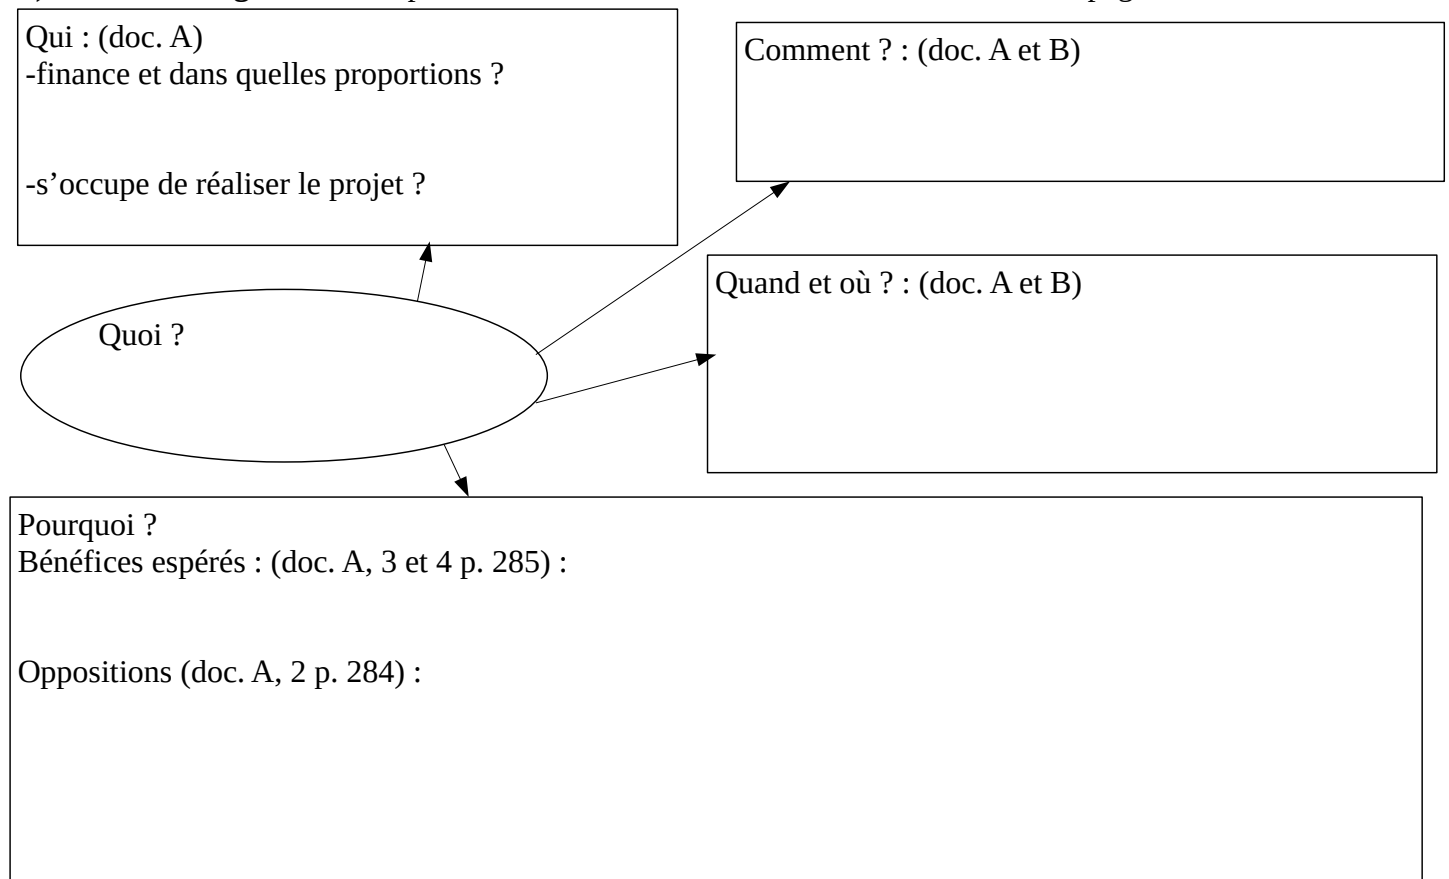 Qui : (doc. A)
-finance et dans quelles proportions ?
-s’occupe de réaliser le projet ?
Comment ? : (doc. A et B)
Quand et où ? : (doc. A et B)
Quoi ?
Pourquoi ?
Bénéfices espérés : (doc. A, 3 et 4 p. 285) :
Oppositions (doc. A, 2 p. 284) :